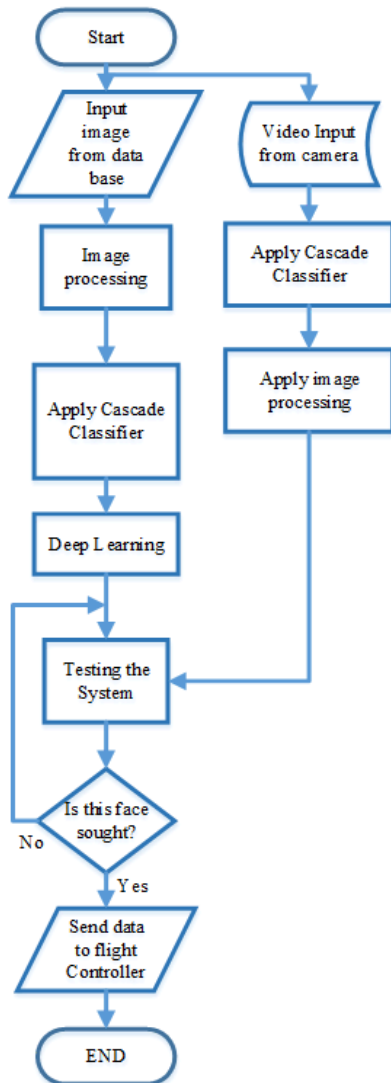 Start
Input
image
from data
base
Video Input
from camera
Image
processing
Apply Cascade
Classifier
Apply Cascade
Classifier
Apply image
processing
Deep Learning
Testing the
System
Is this face
sought?
No
Yes
Send data
to flight
Controller
END